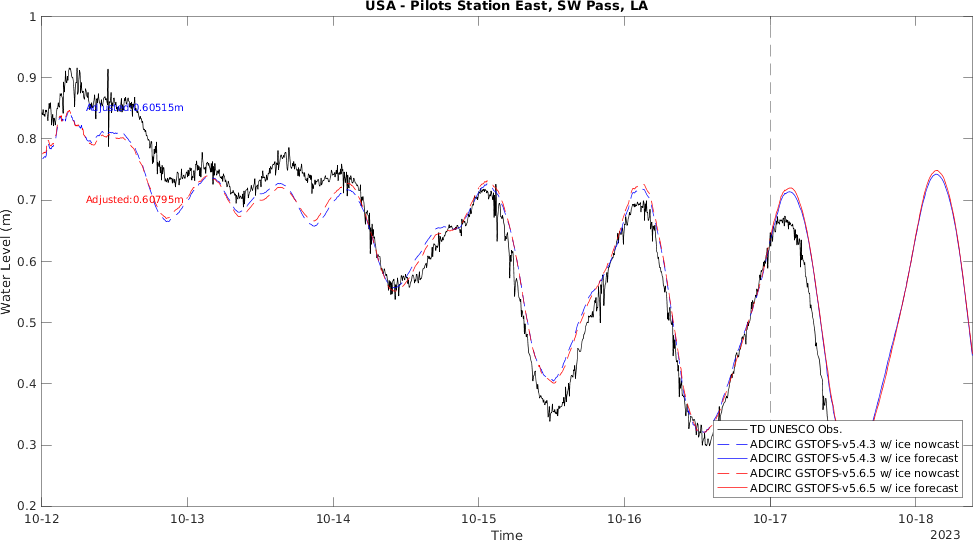 USA - Pilots Station East, SW Pass, LA
1
0.9
0.8
0.7
0.6
0.5
0.4
0.3
0.2
Water Level (m)
Adjusted:0.60515m
Adjusted:0.60795m
TD UNESCO Obs.
ADCIRC GSTOFS-v5.4.3 w/ ice nowcast
ADCIRC GSTOFS-v5.4.3 w/ ice forecast
ADCIRC GSTOFS-v5.6.5 w/ ice nowcast
ADCIRC GSTOFS-v5.6.5 w/ ice forecast
10-12 10-13 10-14 10-15 10-16 10-17 10-18
Time
2023